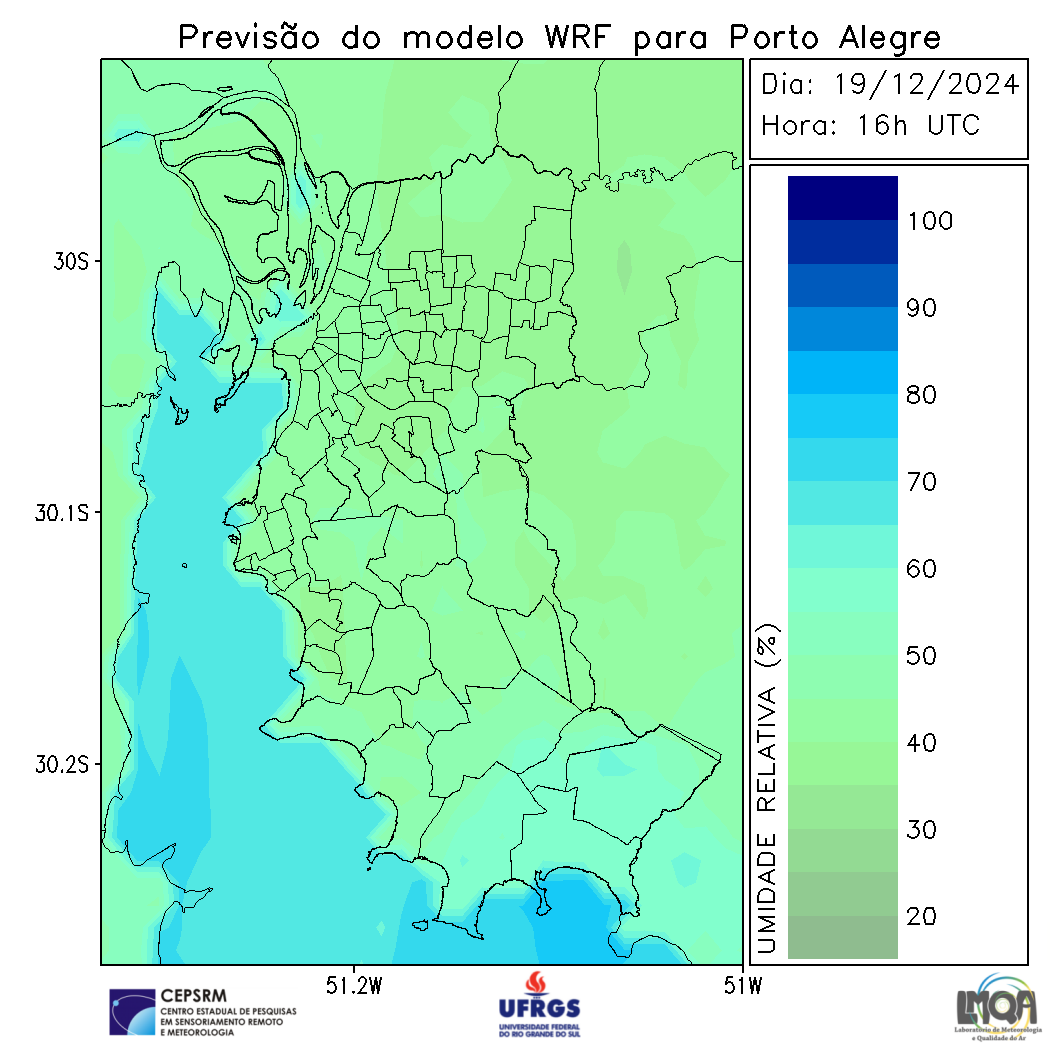 Previsão do modelo WRF para Porto Alegre
Dia: 19/12/2024
Hora: 16h UTC
30S
30.1S
30.2S
51.2W
51W
UMIDADE RELATIVA (%)
100
90
80
70
60
50
40
30
20
CEPSRM
CENTRO ESTADUAL DE PESQUISAS
EM SENSORIAMENTO REMOTO
E METEOROLOGIA
UFRGS
UNIVERSIDADE FEDERAL
DO RIO GRANDE DO SUL
LMQA
Laboratório de Meteorologia
e Qualidade do Ar